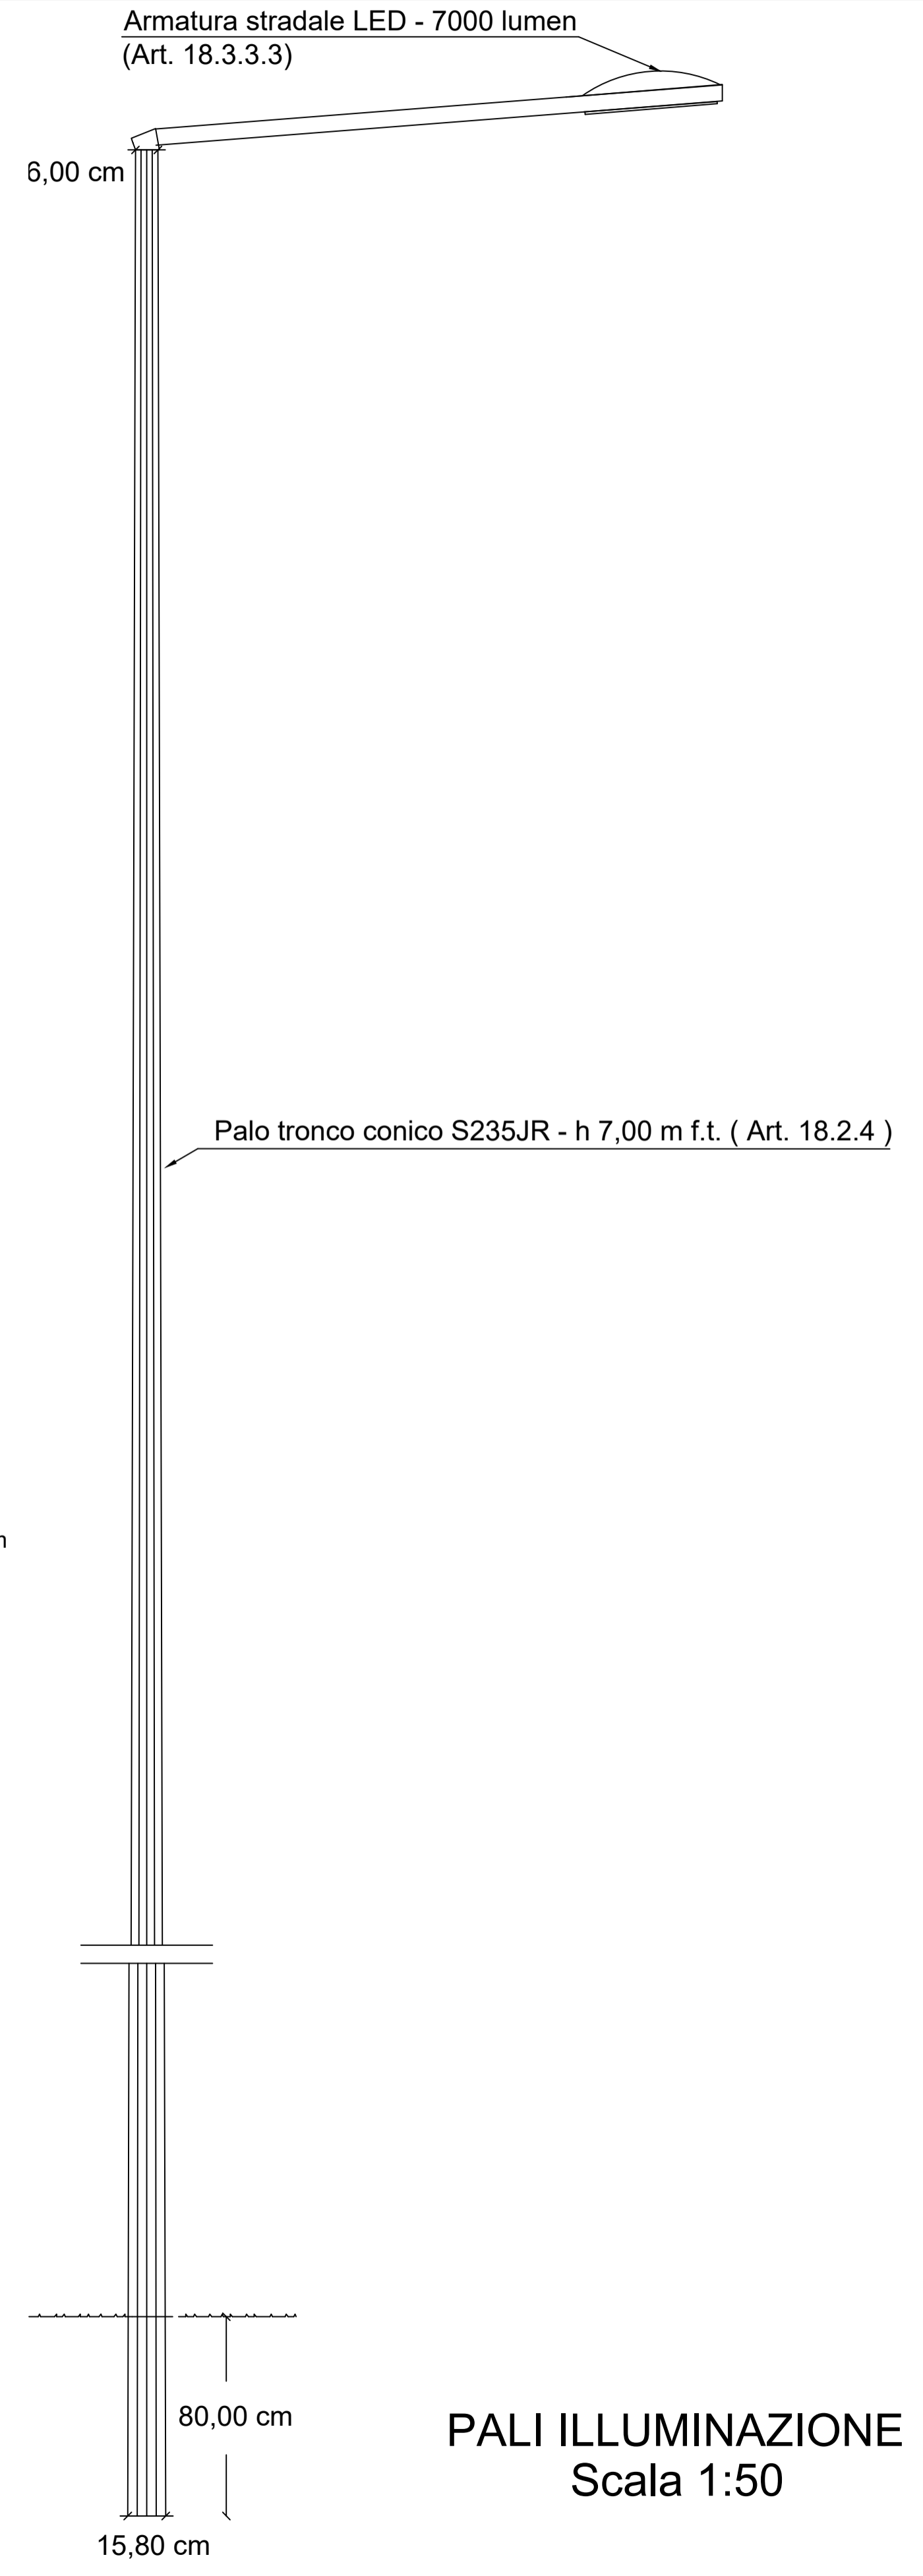 Armatura stradale LED - 7000 lumen
(Art. 18.3.3.3)
6,00 cm
Palo tronco conico S235JR - h 7,00 m f.t. ( Art. 18.2.4 )
80,00 cm
PALI ILLUMINAZIONE
Scala 1:50
15,80 cm